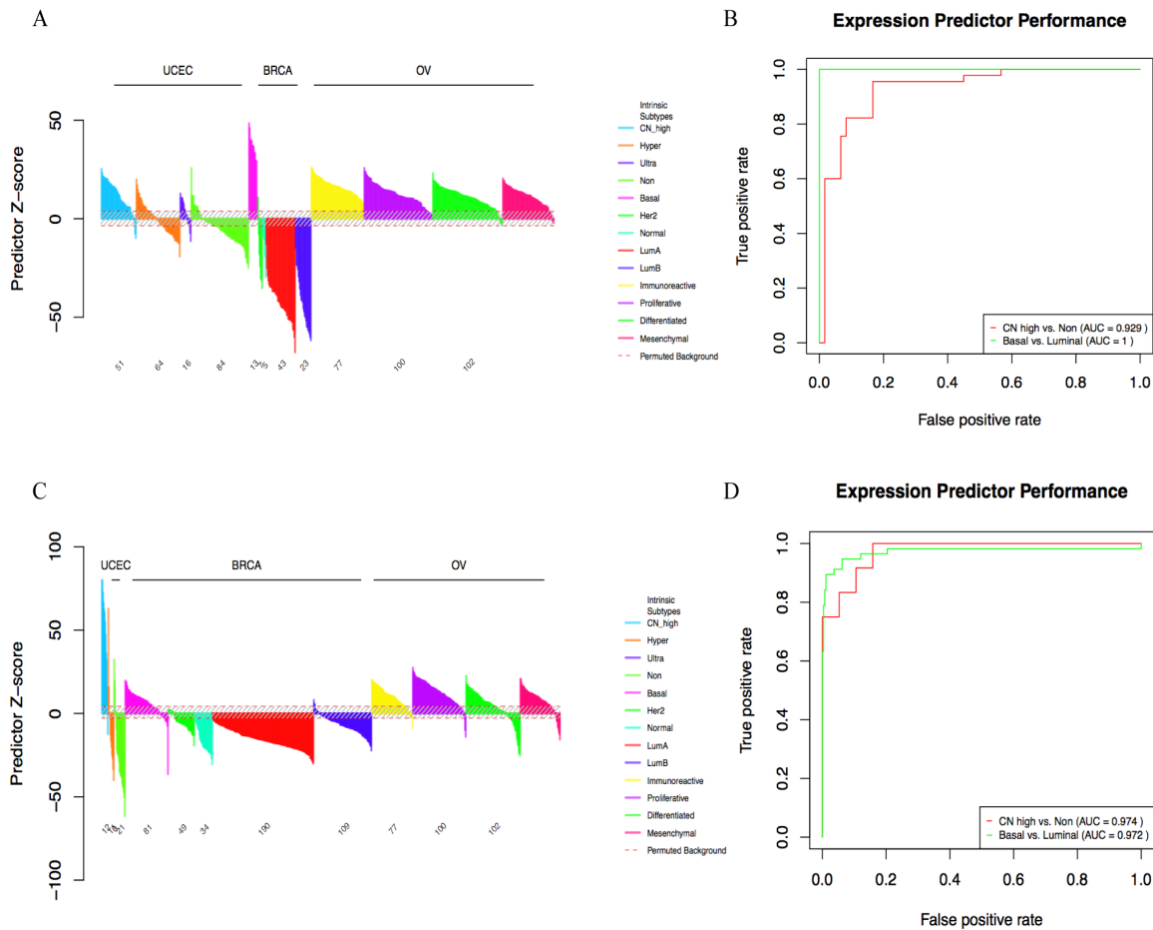 A
UCEC BRCA OV
50
0
−50
Predictor Z−score
51 64 16 84 13 43 23 77 100 102
Intrinsic
Subtypes
CN_high
Hyper
Ultra
Non
Basal
Her2
Normal
LumA
LumB
Immunoreactive
Proliferative
Differentiated
Mesenchymal
Permuted Background
B
Expression Predictor Performance
1.0
0.8
0.6
0.4
0.2
0.0
True positive rate
CN high vs. Non (AUC = 0.929 )
Basal vs. Luminal (AUC = 1 )
0.0 0.2 0.4 0.6 0.8 1.0
False positive rate
C
100
50
0
−50
−100
Predictor Z−score
UCEC BRCA OV
12 21 81 49 34 190 109 77 100 102
Intrinsic
Subtypes
CN_high
Hyper
Ultra
Non
Basal
Her2
Normal
LumA
LumB
Immunoreactive
Proliferative
Differentiated
Mesenchymal
Permuted Background
D
Expression Predictor Performance
1.0
0.8
0.6
0.4
0.2
0.0
True positive rate
CN high vs. Non (AUC = 0.974 )
Basal vs. Luminal (AUC = 0.972 )
0.0 0.2 0.4 0.6 0.8 1.0
False positive rate